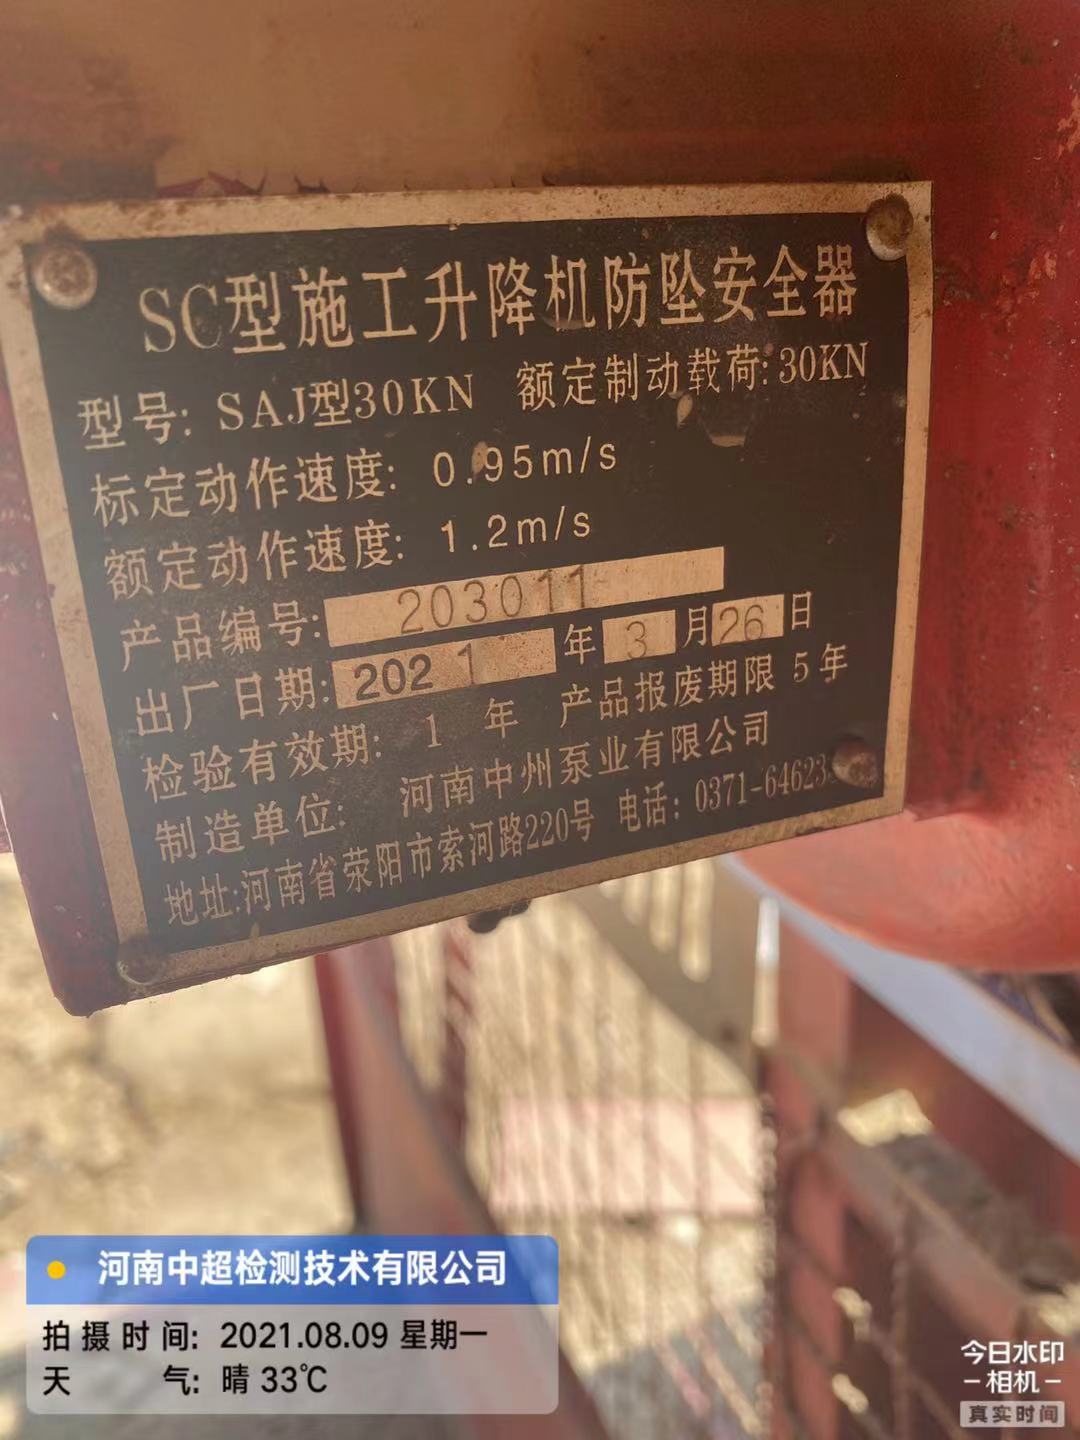 SC型施工升降机防坠安全器
型号: SAJ型30KN 额定制动载荷:30KN
标定动作速度: 0.95m/s
额定动作速度: 1.2m/s
产品编号: 203011
出厂日期: 2021 年 3 月 26 日
检验有效期: 1 年 产品报废期限 5 年
制造单位: 河南中州泵业有限公司
地址:河南省荥阳市索河路220号 电话: 0371-64623
河南中超检测技术有限公司
拍摄时间: 2021.08.09 星期一
天 气: 晴 33℃
今日水印
-相机-
真实时间